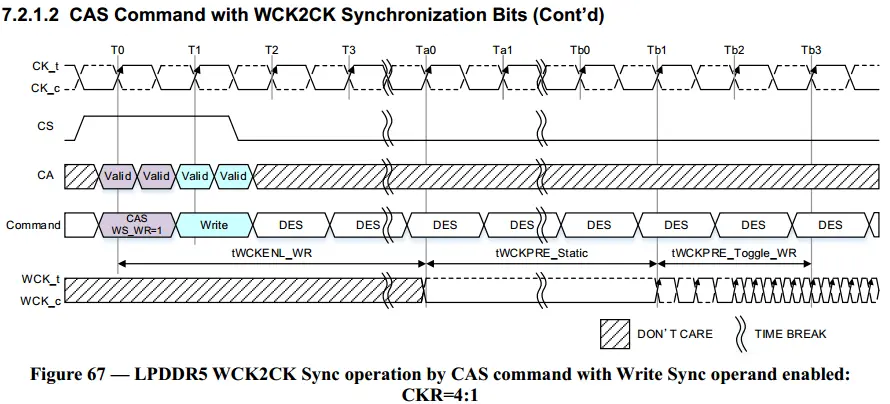 7.2.1.2 CAS Command with WCK2CK Synchronization Bits (Cont’d)
T0 T1 T2 T3 Ta0 Ta1 Tb0 Tb1 Tb2 Tb3
CK_t
CK_c
CS
CA Valid Valid Valid Valid
Command CAS WS_WR=1 Write DES DES DES DES DES DES DES DES
tWCKENL_WR tWCKPRE_Static tWCKPRE_Toggle_WR
WCK_t
WCK_c
DON’T CARE TIME BREAK
Figure 67 — LPDDR5 WCK2CK Sync operation by CAS command with Write Sync operand enabled:
CKR=4:1